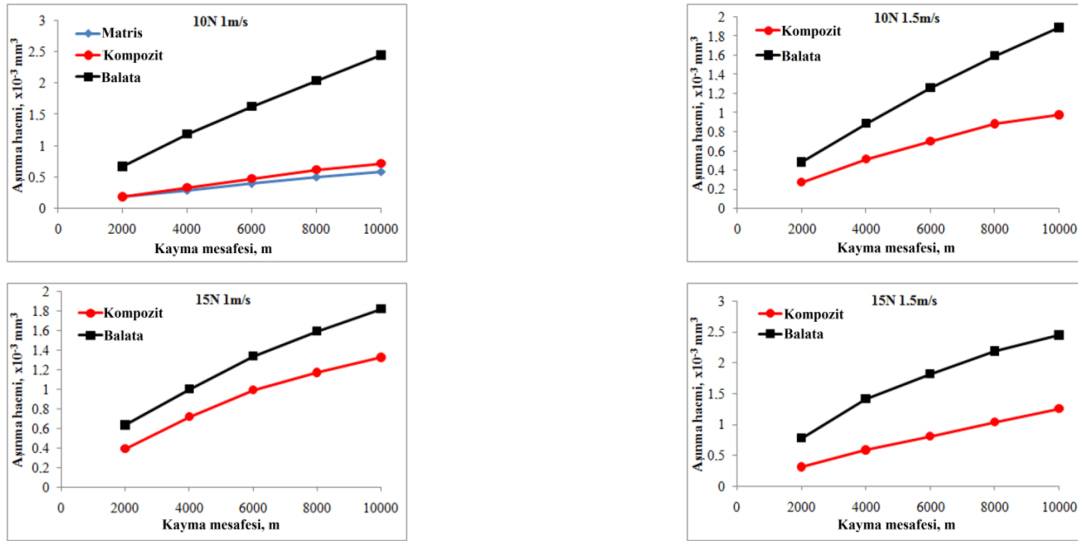 10N 1m/s
Matris
Kompozit
Balata
Aşınma hacmi, x10⁻³ mm³
3
2.5
2
1.5
1
0.5
0
0 2000 4000 6000 8000 10000
Kayma mesafesi, m
10N 1.5m/s
Kompozit
Balata
Aşınma hacmi, x10⁻³ mm³
2
1.8
1.6
1.4
1.2
1
0.8
0.6
0.4
0.2
0
0 2000 4000 6000 8000 10000
Kayma mesafesi, m
15N 1m/s
Kompozit
Balata
Aşınma hacmi, x10⁻³ mm³
2
1.8
1.6
1.4
1.2
1
0.8
0.6
0.4
0.2
0
0 2000 4000 6000 8000 10000
Kayma mesafesi, m
15N 1.5m/s
Kompozit
Balata
Aşınma hacmi, x10⁻³ mm³
3
2.5
2
1.5
1
0.5
0
0 2000 4000 6000 8000 10000
Kayma mesafesi, m